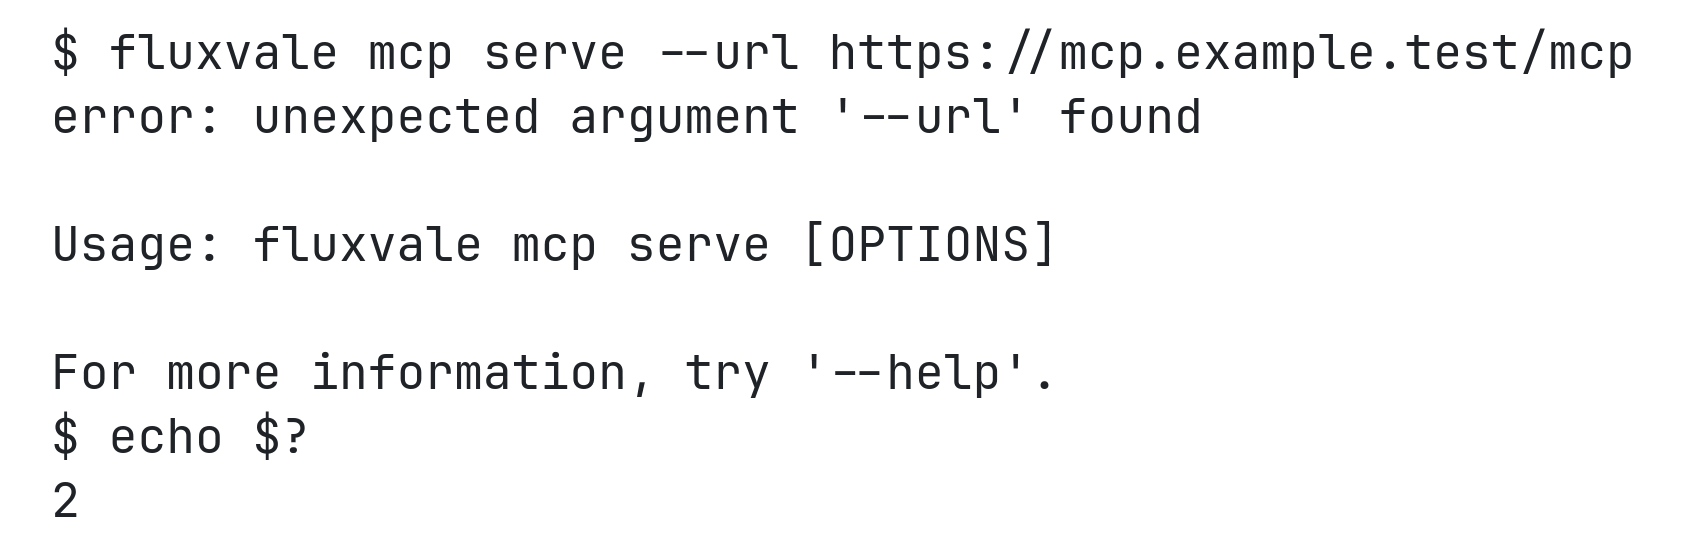 $ fluxvale mcp serve --url https://mcp.example.test/mcp
error: unexpected argument '--url' found

Usage: fluxvale mcp serve [OPTIONS]

For more information, try '--help'.
$ echo $?
2